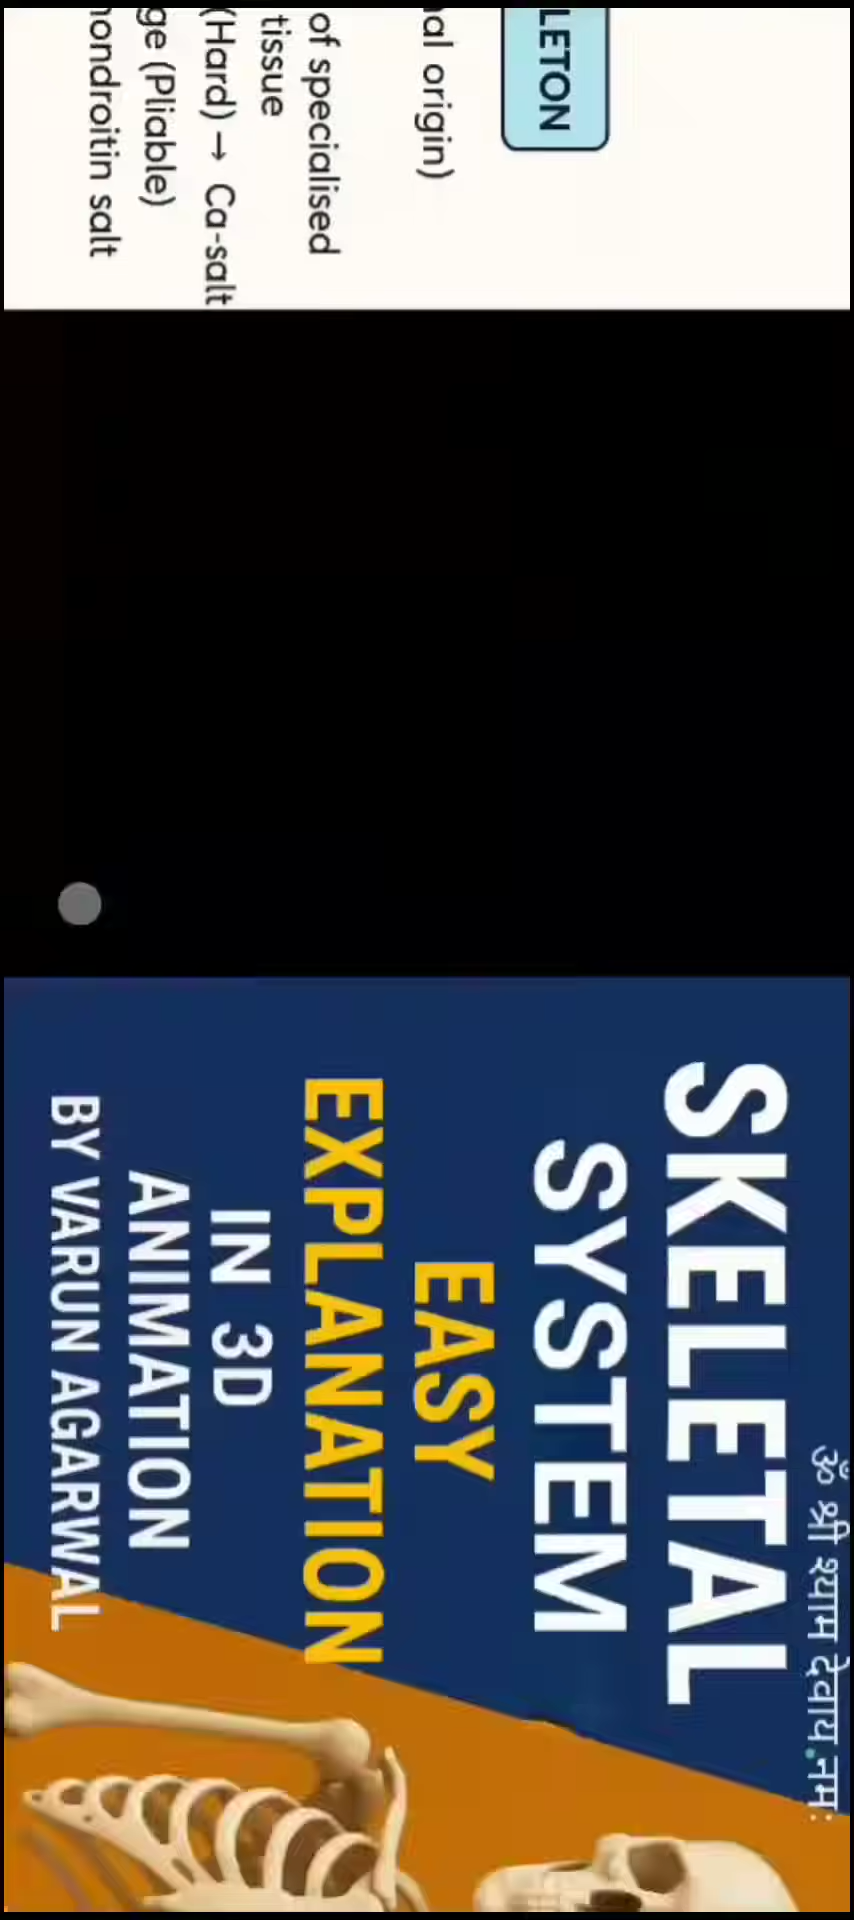 LETON
al origin)
of specialised
tissue
(Hard) → Ca-salt
ge (Pliable)
ondroitin salt
ॐ श्री श्याम देवाय नमः
SKELETAL
SYSTEM
EASY
EXPLANATION
IN 3D
ANIMATION
BY VARUN AGARWAL